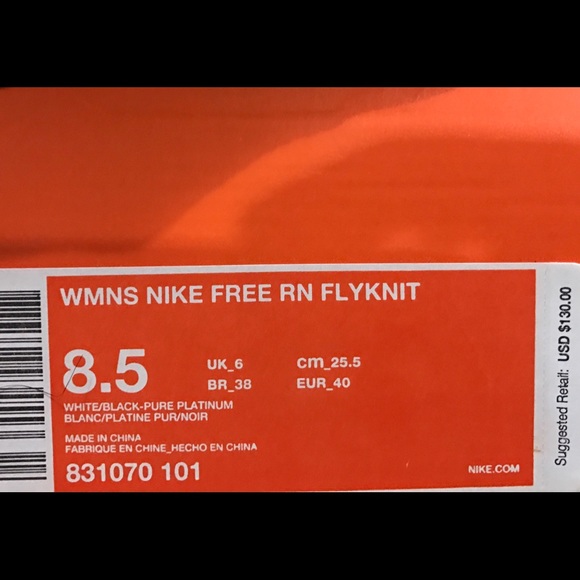 WMNS NIKE FREE RN FLYKNIT
8.5
UK_6 cm_25.5
BR_38 EUR_40
WHITE/BLACK-PURE PLATINUM
BLANC/PLATINE PUR/NOIR
MADE IN CHINA
FABRIQUE EN CHINE_HECHO EN CHINA
831070 101
NIKE.COM
Suggested Retail: USD $130.00